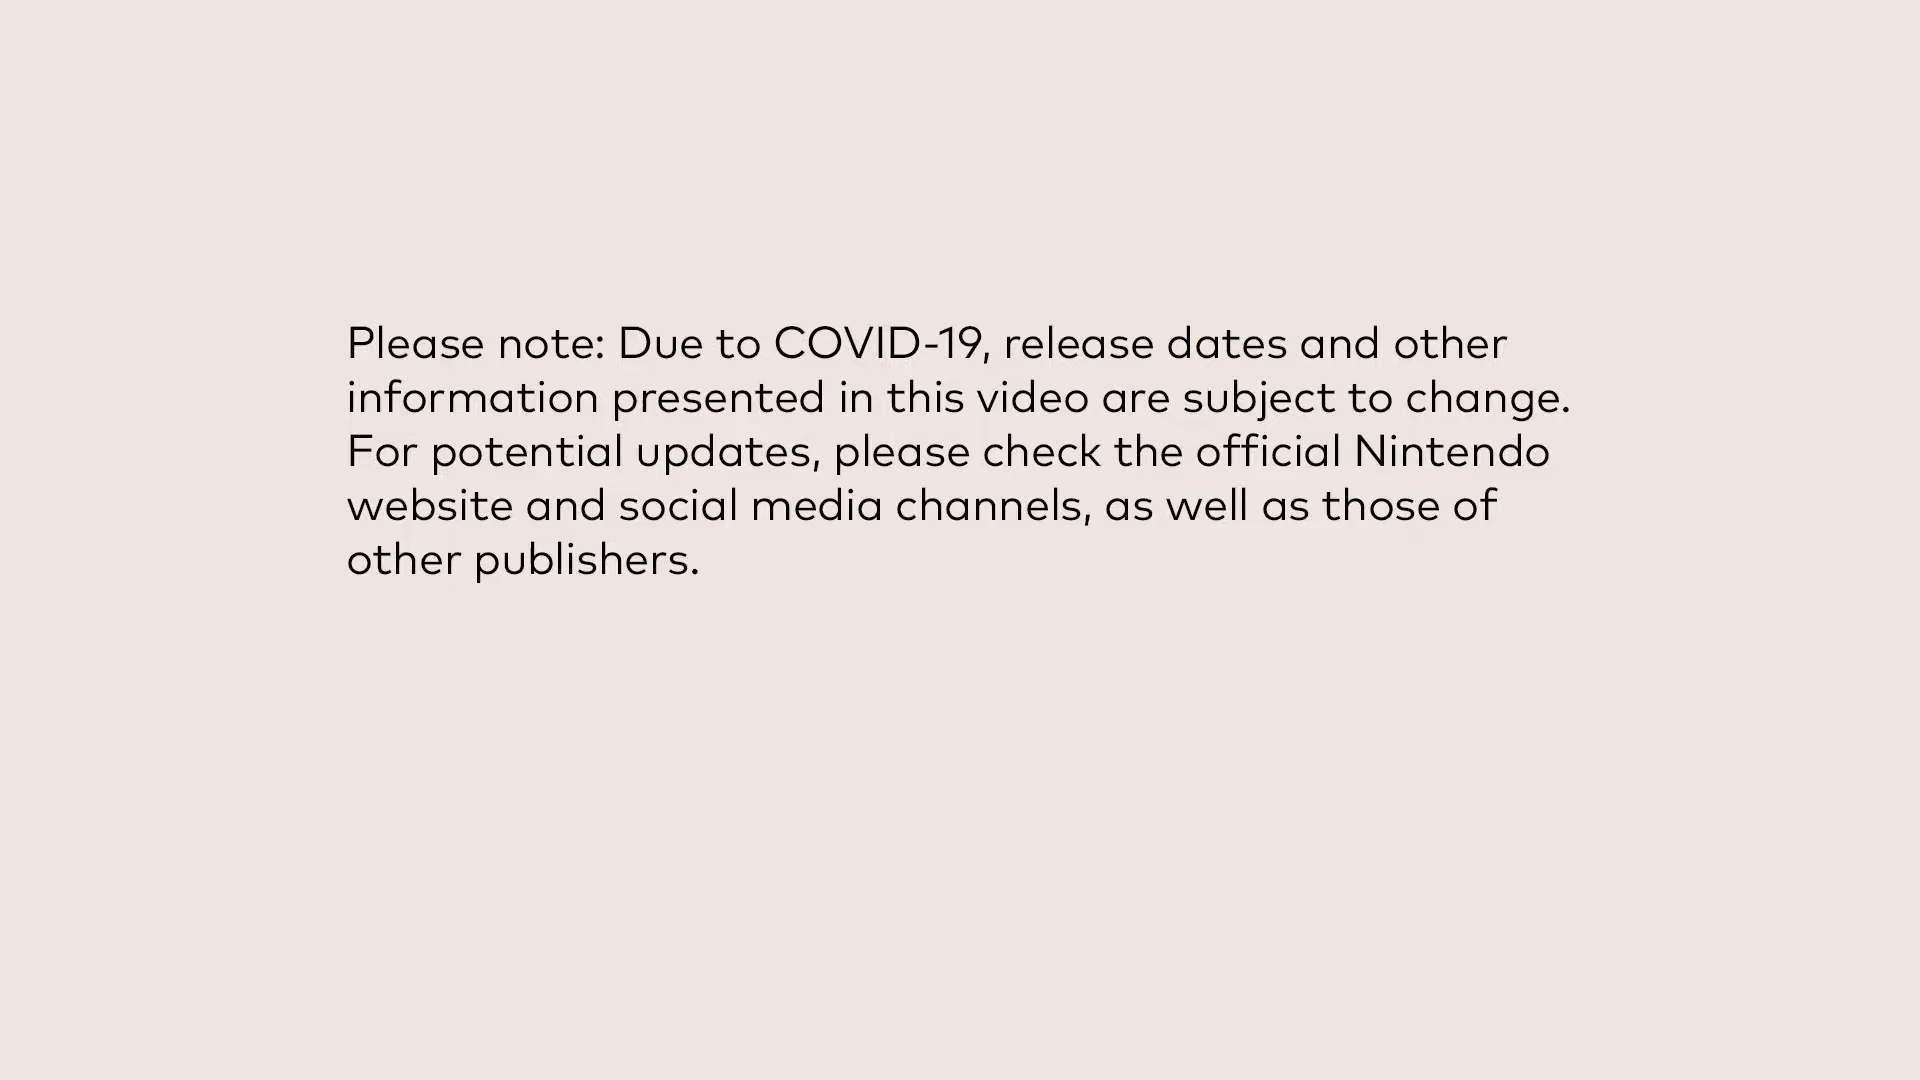 Please note: Due to COVID-19, release dates and other
information presented in this video are subject to change.
For potential updates, please check the official Nintendo
website and social media channels, as well as those of
other publishers.